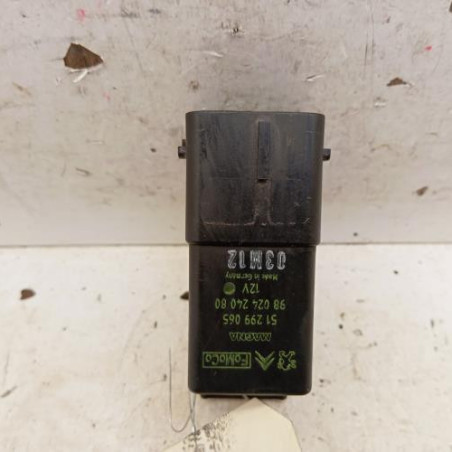 FoMoCo
MAGNA
51 299 065
98 024 240 80
12V
Made in Germany
03M12